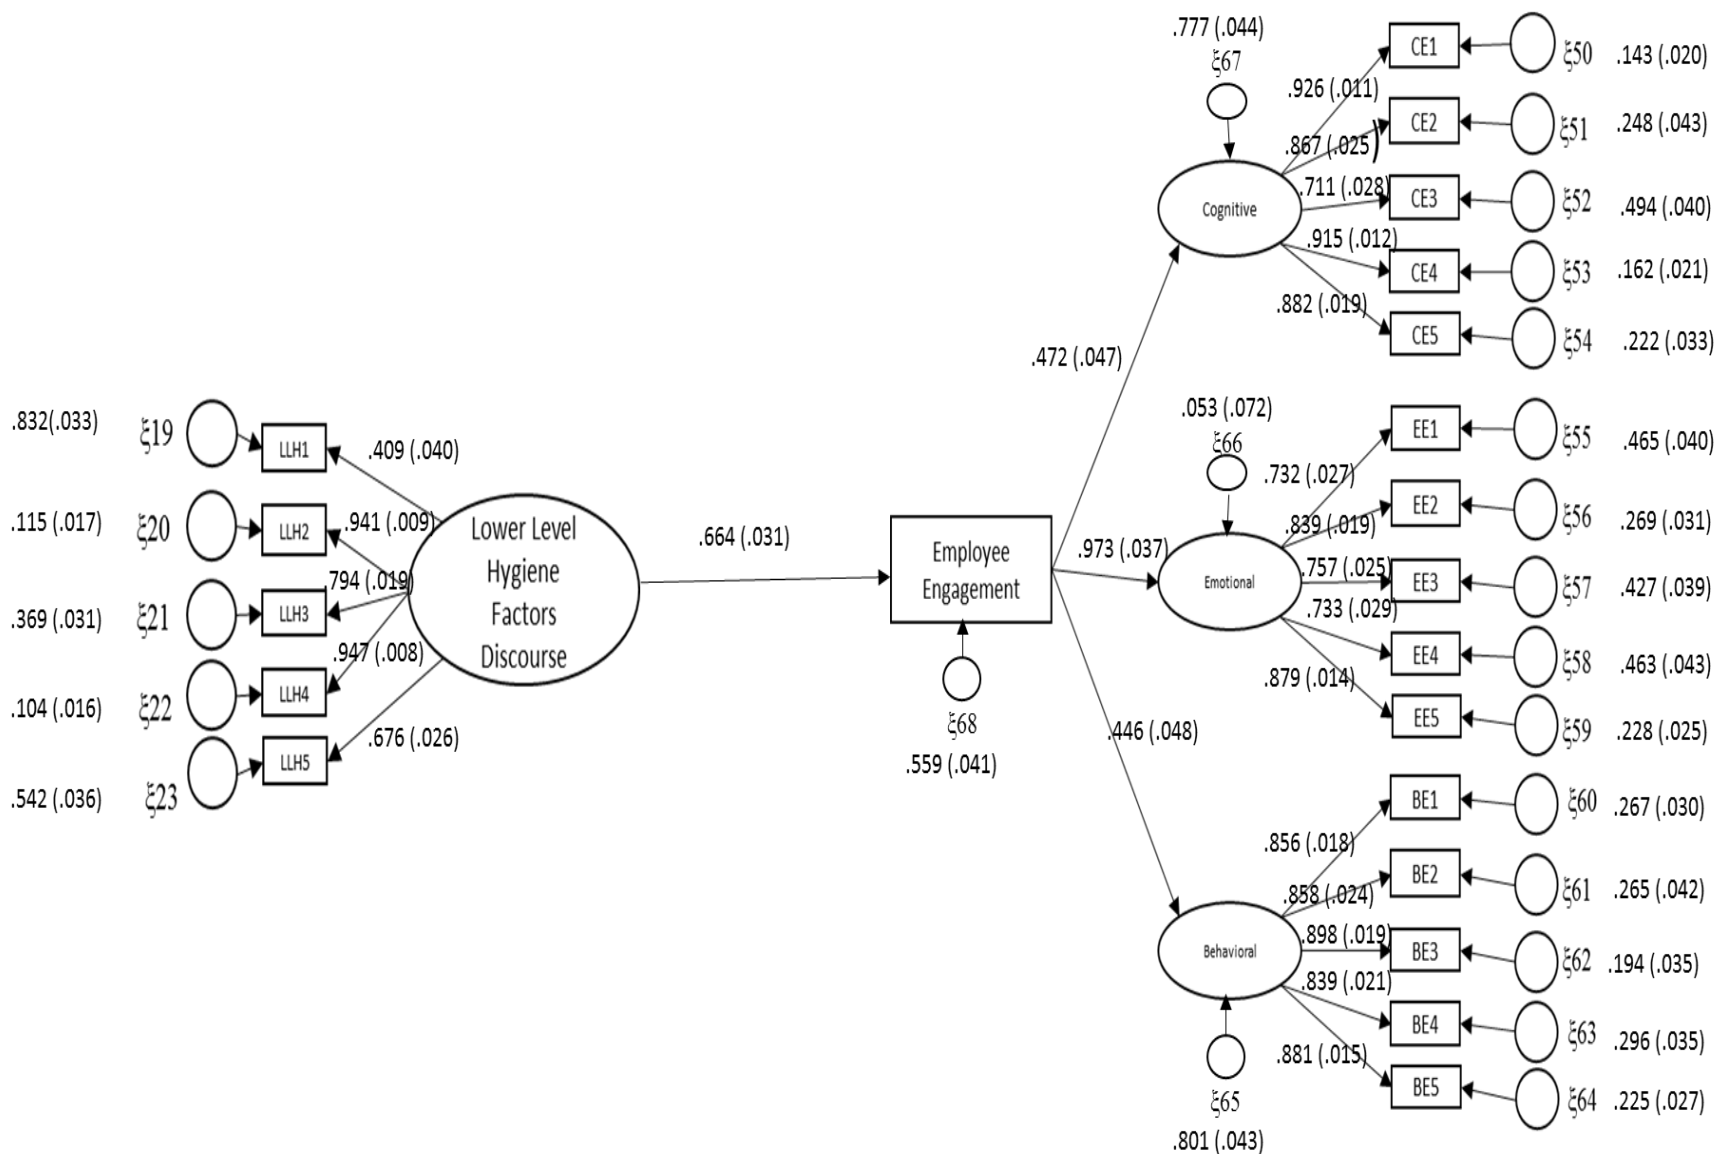 .832(.033)
ξ19
LLH1
.409 (.040)
.115 (.017)
ξ20
LLH2
.941 (.009)
.369 (.031)
ξ21
LLH3
.794 (.019)
.104 (.016)
ξ22
LLH4
.947 (.008)
.542 (.036)
ξ23
LLH5
.676 (.026)
Lower Level
Hygiene
Factors
Discourse
.664 (.031)
Employee
Engagement
ξ68
.559 (.041)
.472 (.047)
.973 (.037)
.446 (.048)
.777 (.044)
ξ67
Cognitive
.926 (.011)
CE1
ξ50
.143 (.020)
.867 (.025)
CE2
ξ51
.248 (.043)
.711 (.028)
CE3
ξ52
.494 (.040)
.915 (.012)
CE4
ξ53
.162 (.021)
.882 (.019)
CE5
ξ54
.222 (.033)
.053 (.072)
ξ66
Emotional
.732 (.027)
EE1
ξ55
.465 (.040)
.839 (.019)
EE2
ξ56
.269 (.031)
.757 (.025)
EE3
ξ57
.427 (.039)
.733 (.029)
EE4
ξ58
.463 (.043)
.879 (.014)
EE5
ξ59
.228 (.025)
Behavioral
ξ65
.801 (.043)
.856 (.018)
BE1
ξ60
.267 (.030)
.858 (.024)
BE2
ξ61
.265 (.042)
.898 (.019)
BE3
ξ62
.194 (.035)
.839 (.021)
BE4
ξ63
.296 (.035)
.881 (.015)
BE5
ξ64
.225 (.027)